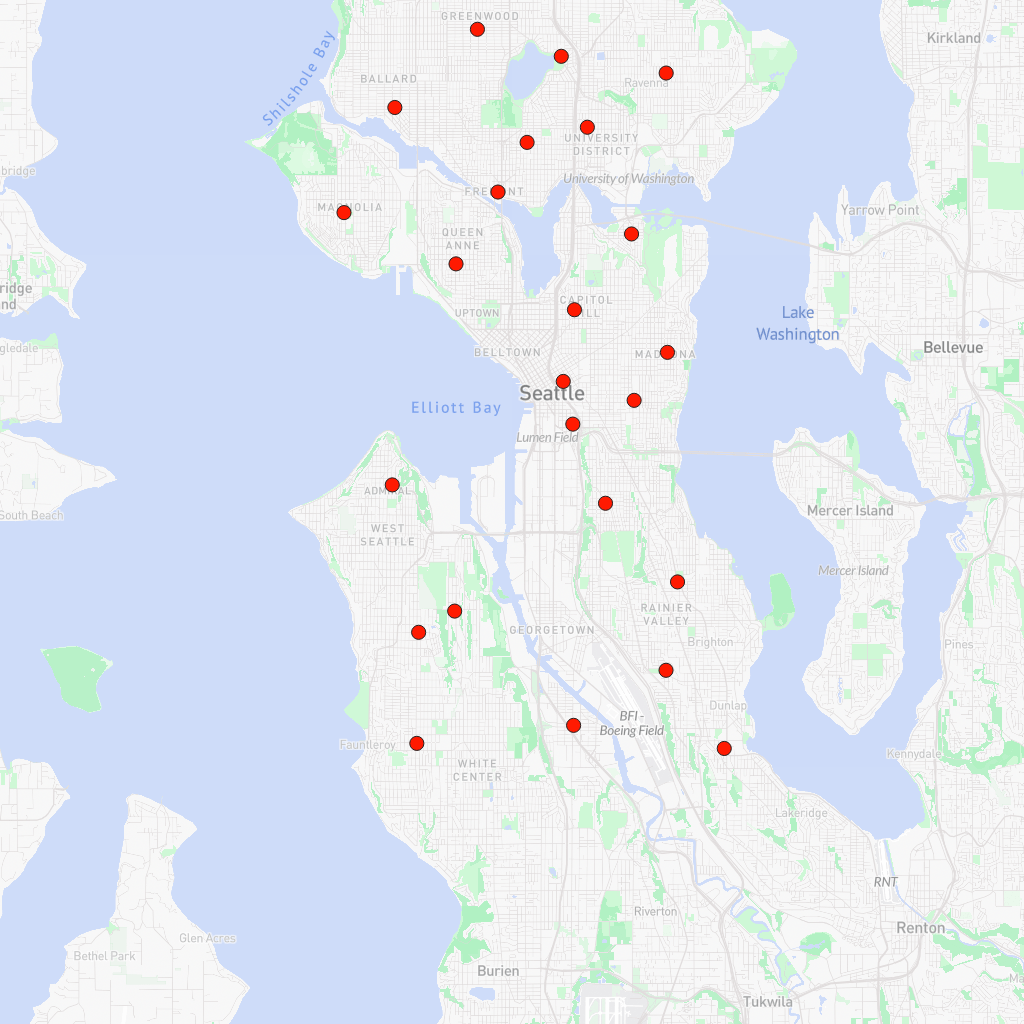 GREENWOOD
Kirkland
Shilshole Bay
BALLARD
Ravenna
UNIVERSITY
DISTRICT
University of Washington
FREMONT
MAGNOLIA
Yarrow Point
QUEEN
ANNE
UPTOWN
CAPITOL
HILL
Lake
Washington
BELLTOWN
MADRONA
Bellevue
Seattle
Elliott Bay
Lumen Field
ADMIRAL
South Beach
Mercer Island
WEST
SEATTLE
Mercer Island
RAINIER
VALLEY
GEORGETOWN
Brighton
Pines
Dunlap
BFI -
Boeing Field
Fauntleroy
Kennydale
WHITE
CENTER
Lakeridge
RNT
Riverton
Renton
Glen Acres
Bethel Park
Burien
Tukwila